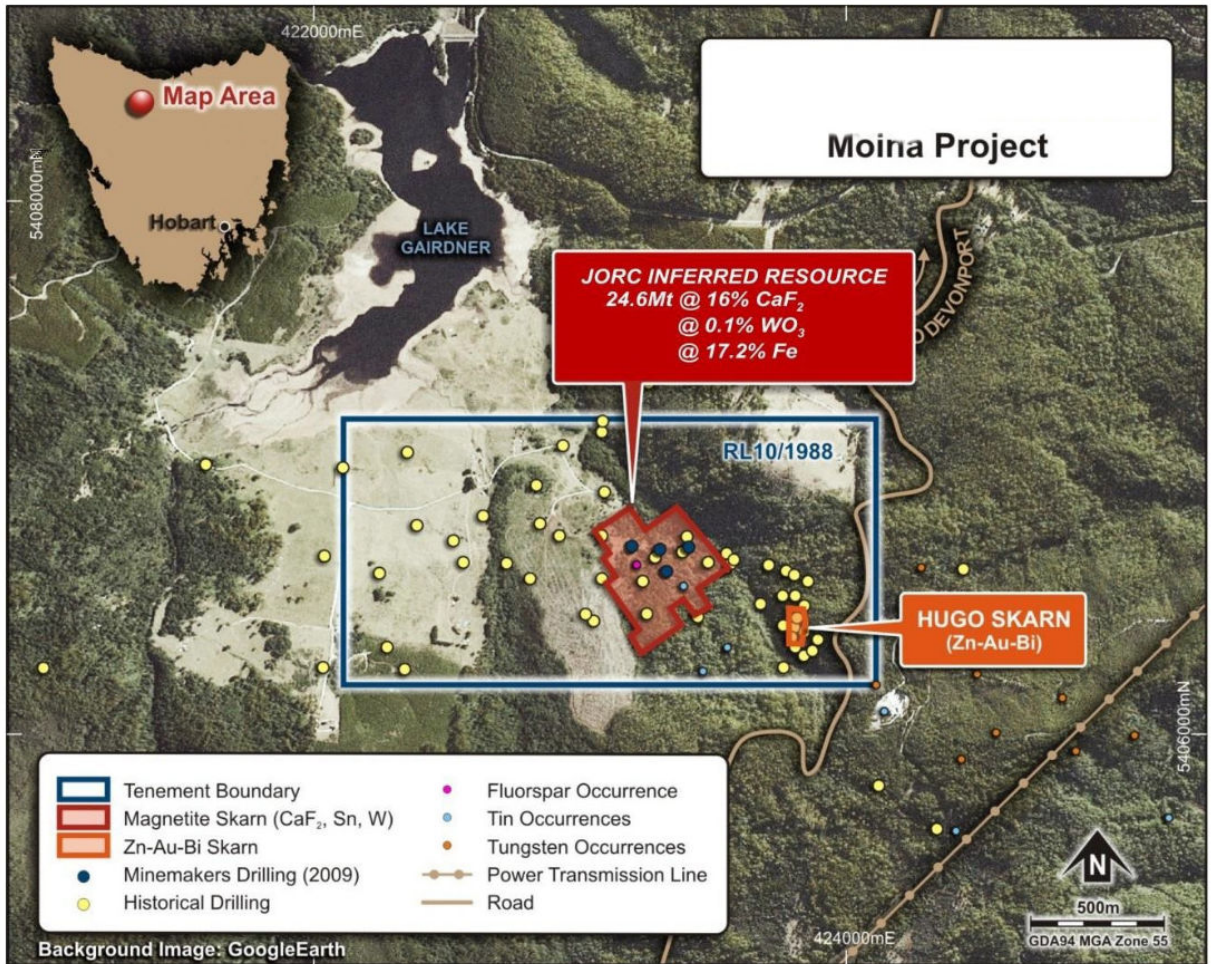 422000mE
Map Area
Moina Project
5408000mN
Hobart
LAKE
GAIRDNER
JORC INFERRED RESOURCE
24.6Mt @ 16% CaF₂
@ 0.1% WO₃
@ 17.2% Fe
O DEVONPORT
RL10/1988
HUGO SKARN
(Zn-Au-Bi)
5406000mN
Tenement Boundary
Magnetite Skarn (CaF₂, Sn, W)
Zn-Au-Bi Skarn
Minemakers Drilling (2009)
Historical Drilling
Fluorspar Occurrence
Tin Occurrences
Tungsten Occurrences
Power Transmission Line
Road
N
500m
GDA94 MGA Zone 55
424000mE
Background Image: GoogleEarth